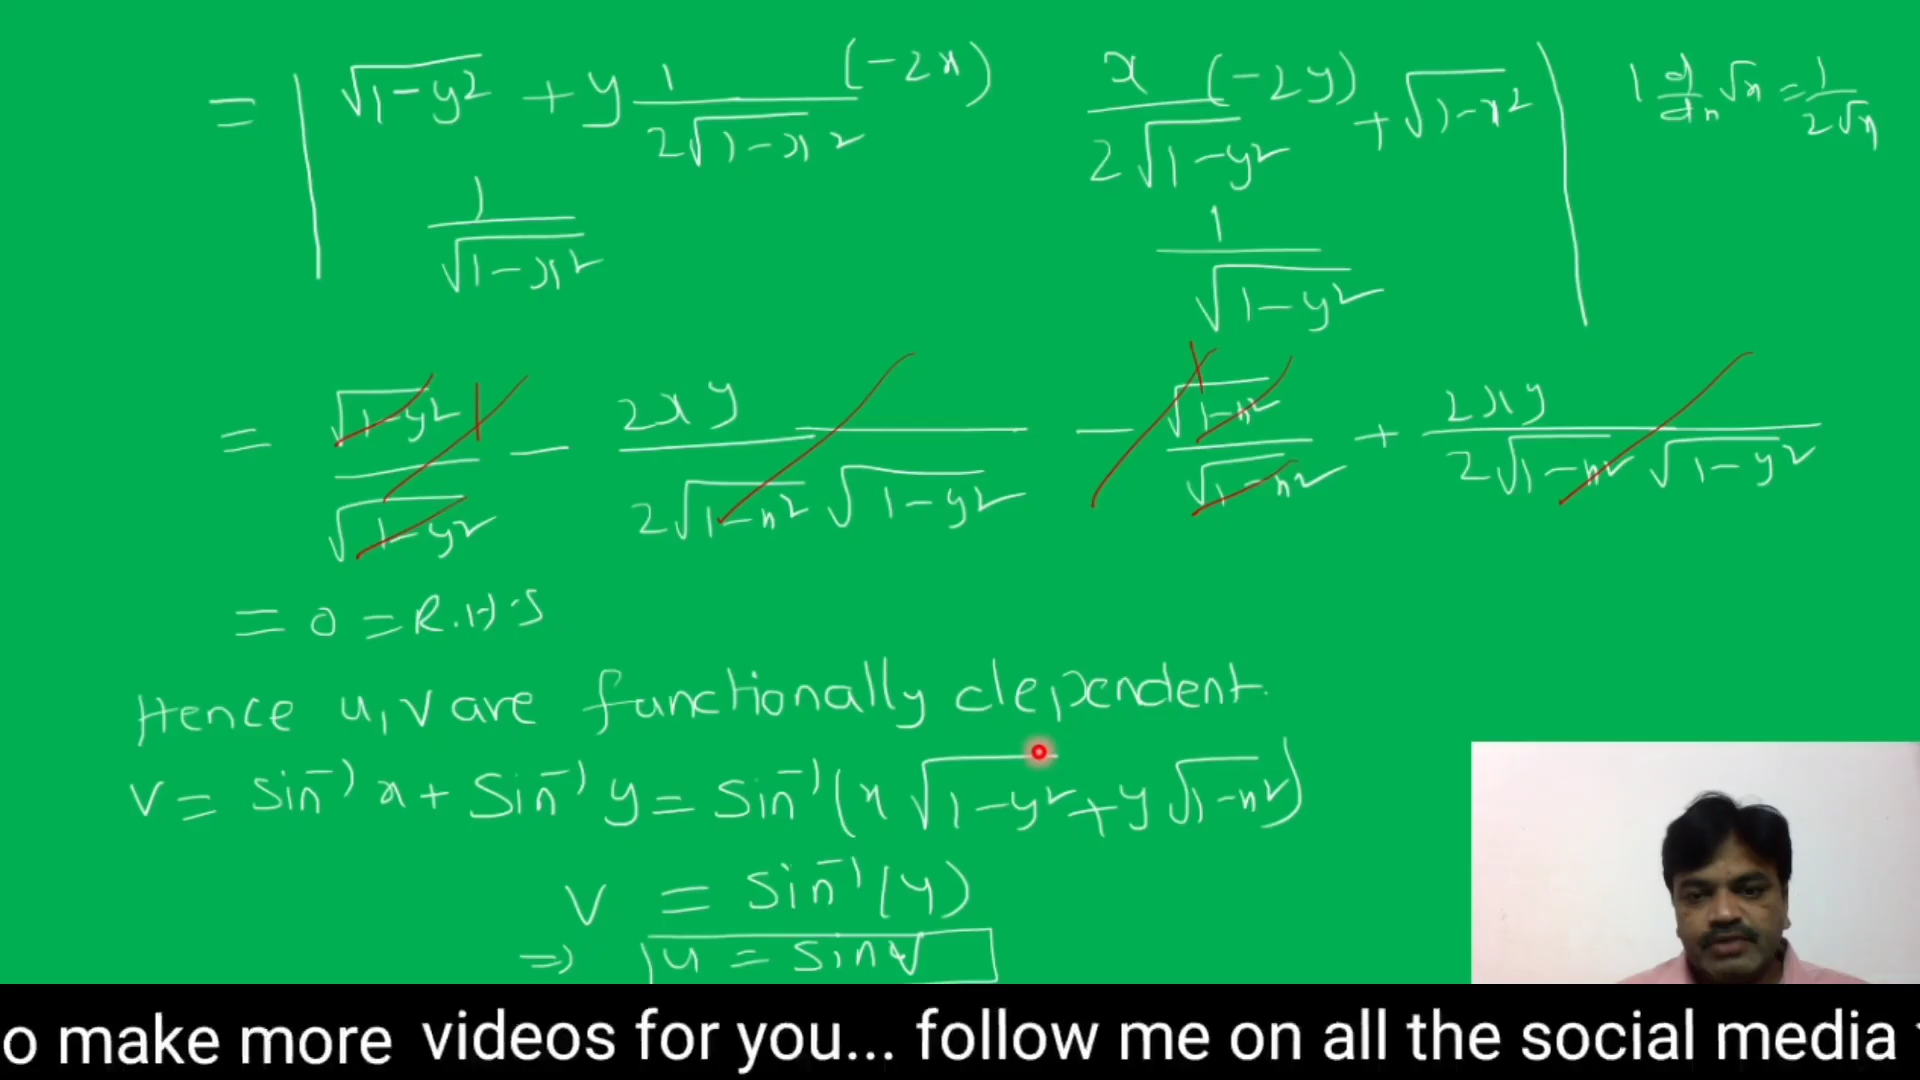 = | √(1-y²) + y 1/(2√(1-x²)) (-2x)   x/(2√(1-y²)) (-2y) + √(1-x²) |   | d/dx √x = 1/(2√x)
1/√(1-x²)   1/√(1-y²)
= √(1-y²)/√(1-y²) - 2xy/(2√(1-x²) √(1-y²)) - √(1-x²)/√(1-x²) + 2xy/(2√(1-x²) √(1-y²))
= 0 = R.H.S
Hence u, v are functionally dependent.
v = sin⁻¹ x + sin⁻¹ y = sin⁻¹(x √(1-y²) + y √(1-x²))
v = sin⁻¹(u)
⇒ u = sin v
o make more videos for you... follow me on all the social media